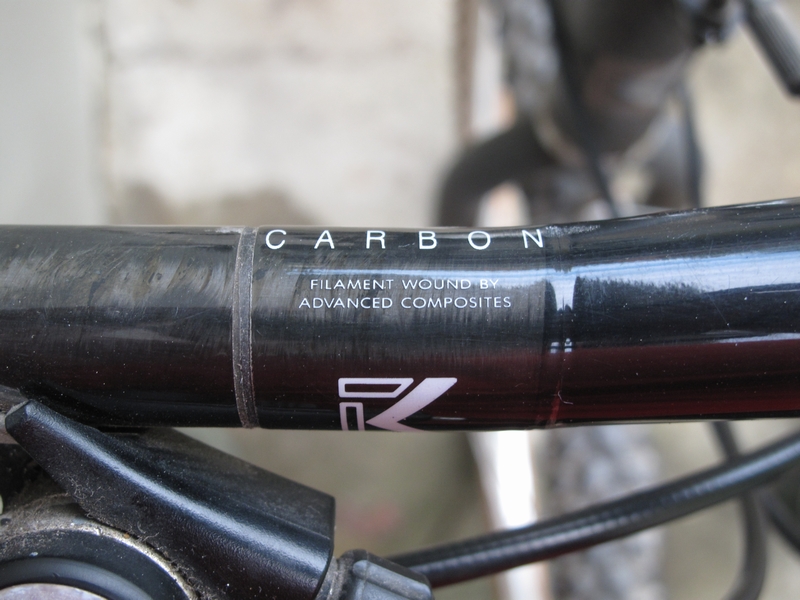 CARBON
FILAMENT WOUND BY
ADVANCED COMPOSITES
K